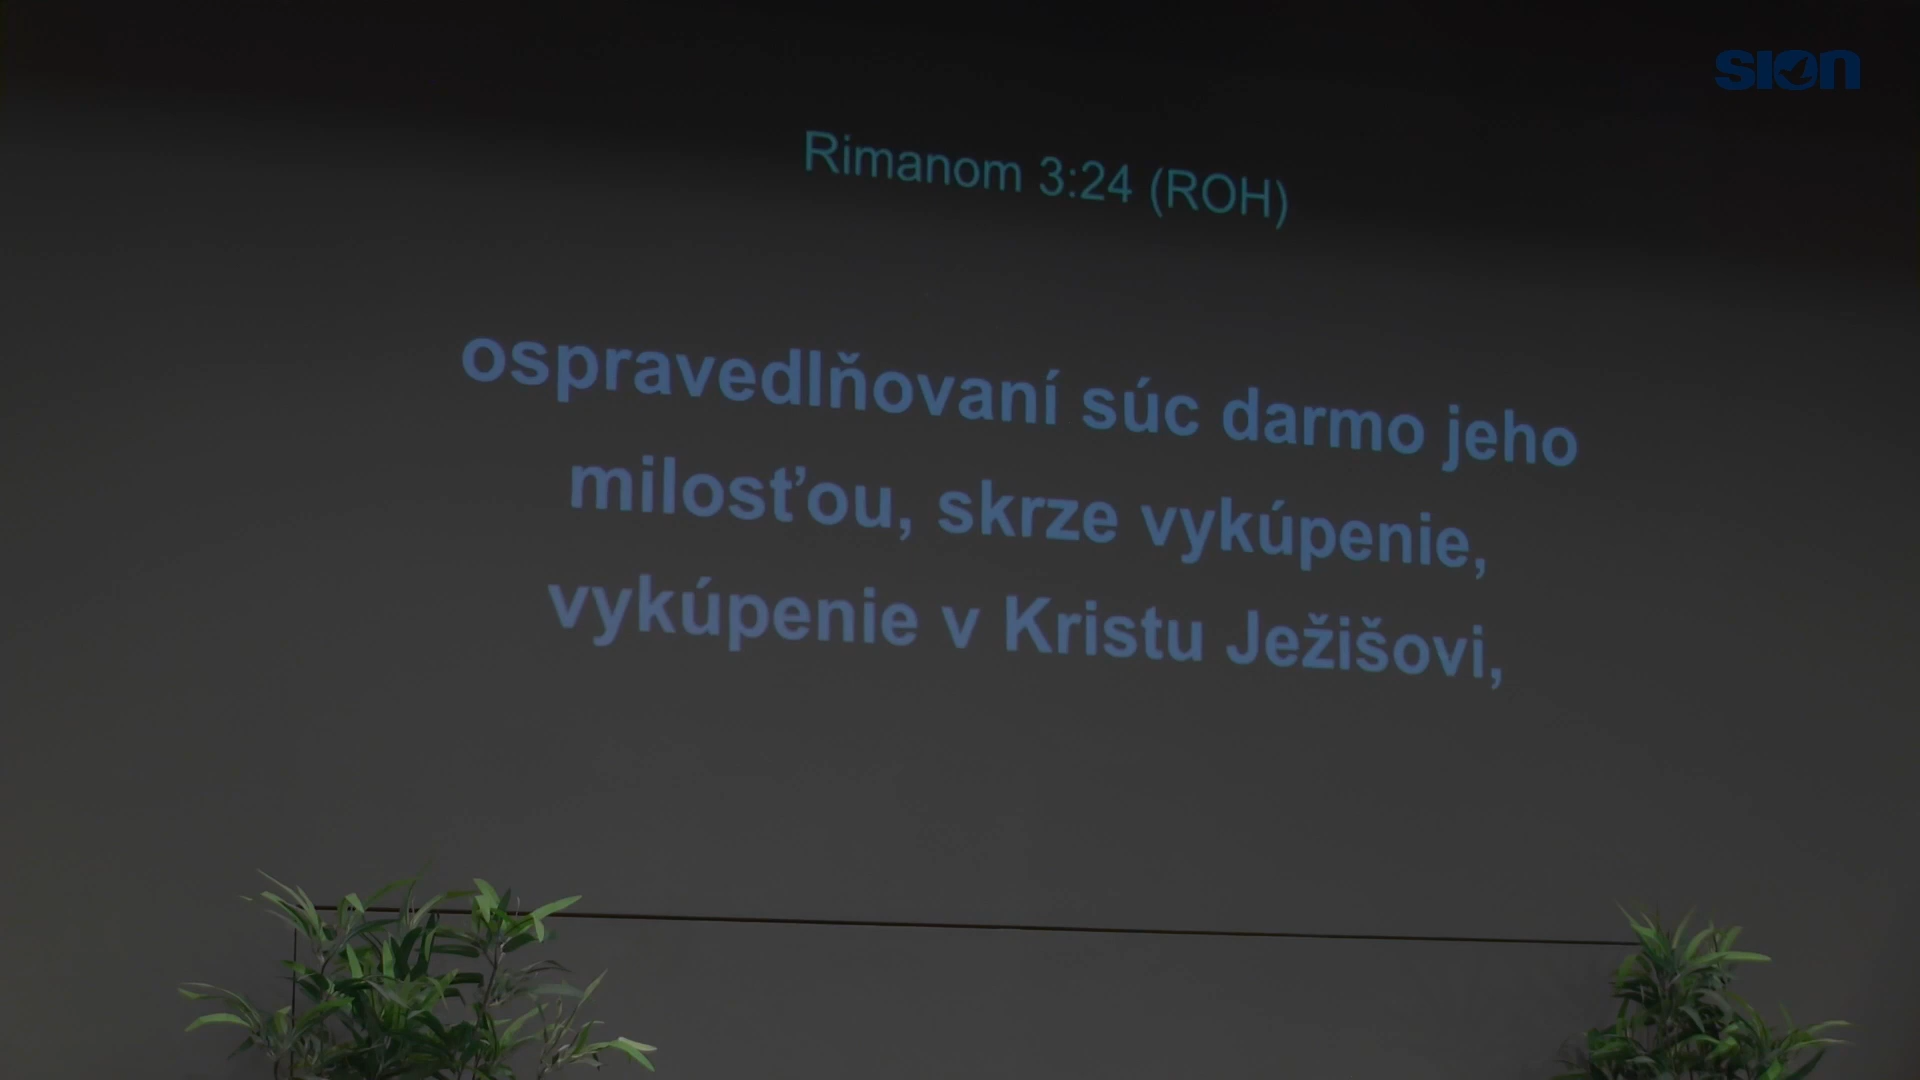 sion
Rimanom 3:24 (ROH)
ospravedlňovaní súc darmo jeho
milosťou, skrze vykúpenie,
vykúpenie v Kristu Ježišovi,